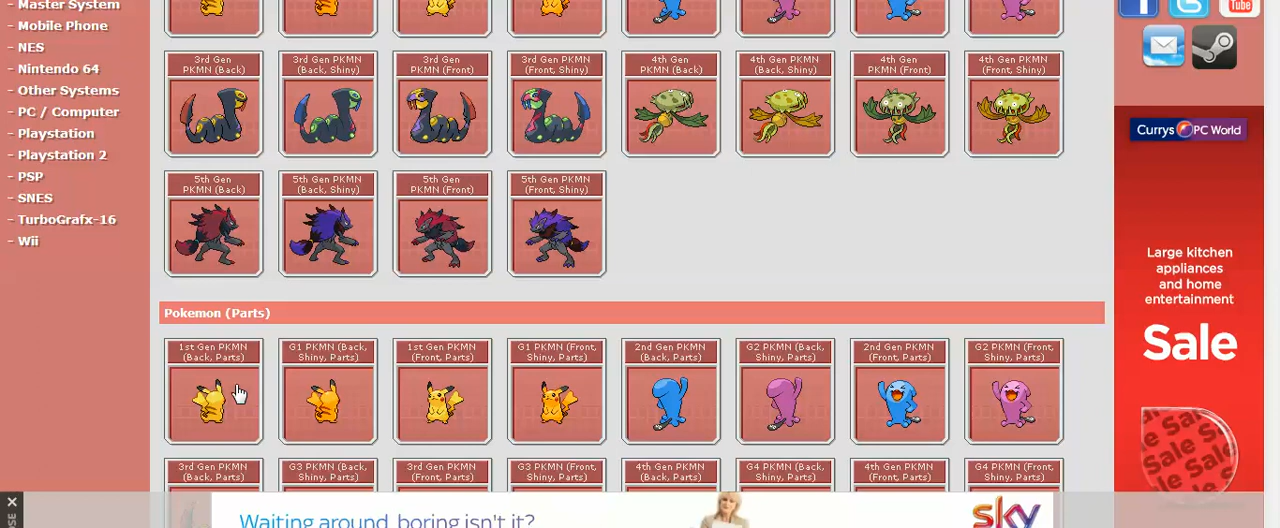 - Master System
- Mobile Phone
- NES
- Nintendo 64
- Other Systems
- PC / Computer
- Playstation
- Playstation 2
- PSP
- SNES
- TurboGrafx-16
- Wii
3rd Gen PKMN (Back)
3rd Gen PKMN (Back, Shiny)
3rd Gen PKMN (Front)
3rd Gen PKMN (Front, Shiny)
4th Gen PKMN (Back)
4th Gen PKMN (Back, Shiny)
4th Gen PKMN (Front)
4th Gen PKMN (Front, Shiny)
5th Gen PKMN (Back)
5th Gen PKMN (Back, Shiny)
5th Gen PKMN (Front)
5th Gen PKMN (Front, Shiny)
Pokemon (Parts)
1st Gen PKMN (Back, Parts)
G1 PKMN (Back, Shiny, Parts)
1st Gen PKMN (Front, Parts)
G1 PKMN (Front, Shiny, Parts)
2nd Gen PKMN (Back, Parts)
G2 PKMN (Back, Shiny, Parts)
2nd Gen PKMN (Front, Parts)
G2 PKMN (Front, Shiny, Parts)
3rd Gen PKMN (Back, Parts)
G3 PKMN (Back, Shiny, Parts)
3rd Gen PKMN (Front, Parts)
G3 PKMN (Front, Shiny, Parts)
4th Gen PKMN (Back, Parts)
G4 PKMN (Back, Shiny, Parts)
4th Gen PKMN (Front, Parts)
G4 PKMN (Front, Shiny, Parts)
Tube
Currys PC World
Large kitchen
appliances
and home
entertainment
Sale
Sale Sale
Waiting around, boring isn't it?
sky